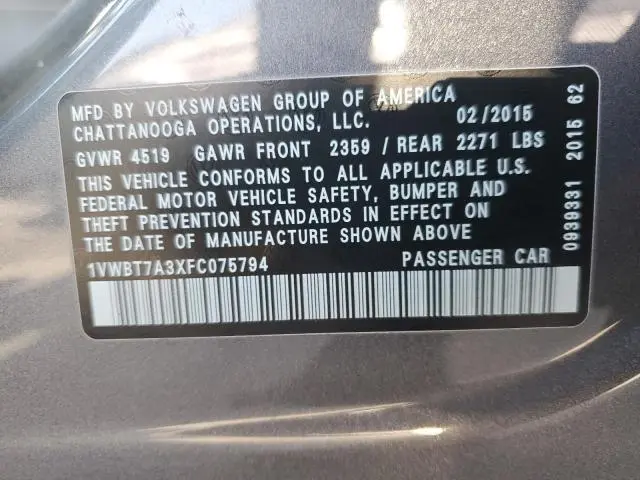 MFD BY VOLKSWAGEN GROUP OF AMERICA
CHATTANOOGA OPERATIONS, LLC. 02/2015
GVWR 4519 GAWR FRONT 2359 / REAR 2271 LBS
THIS VEHICLE CONFORMS TO ALL APPLICABLE U.S.
FEDERAL MOTOR VEHICLE SAFETY, BUMPER AND
THEFT PREVENTION STANDARDS IN EFFECT ON
THE DATE OF MANUFACTURE SHOWN ABOVE
1VWBT7A3XFC075794 PASSENGER CAR
0939331 2015 62